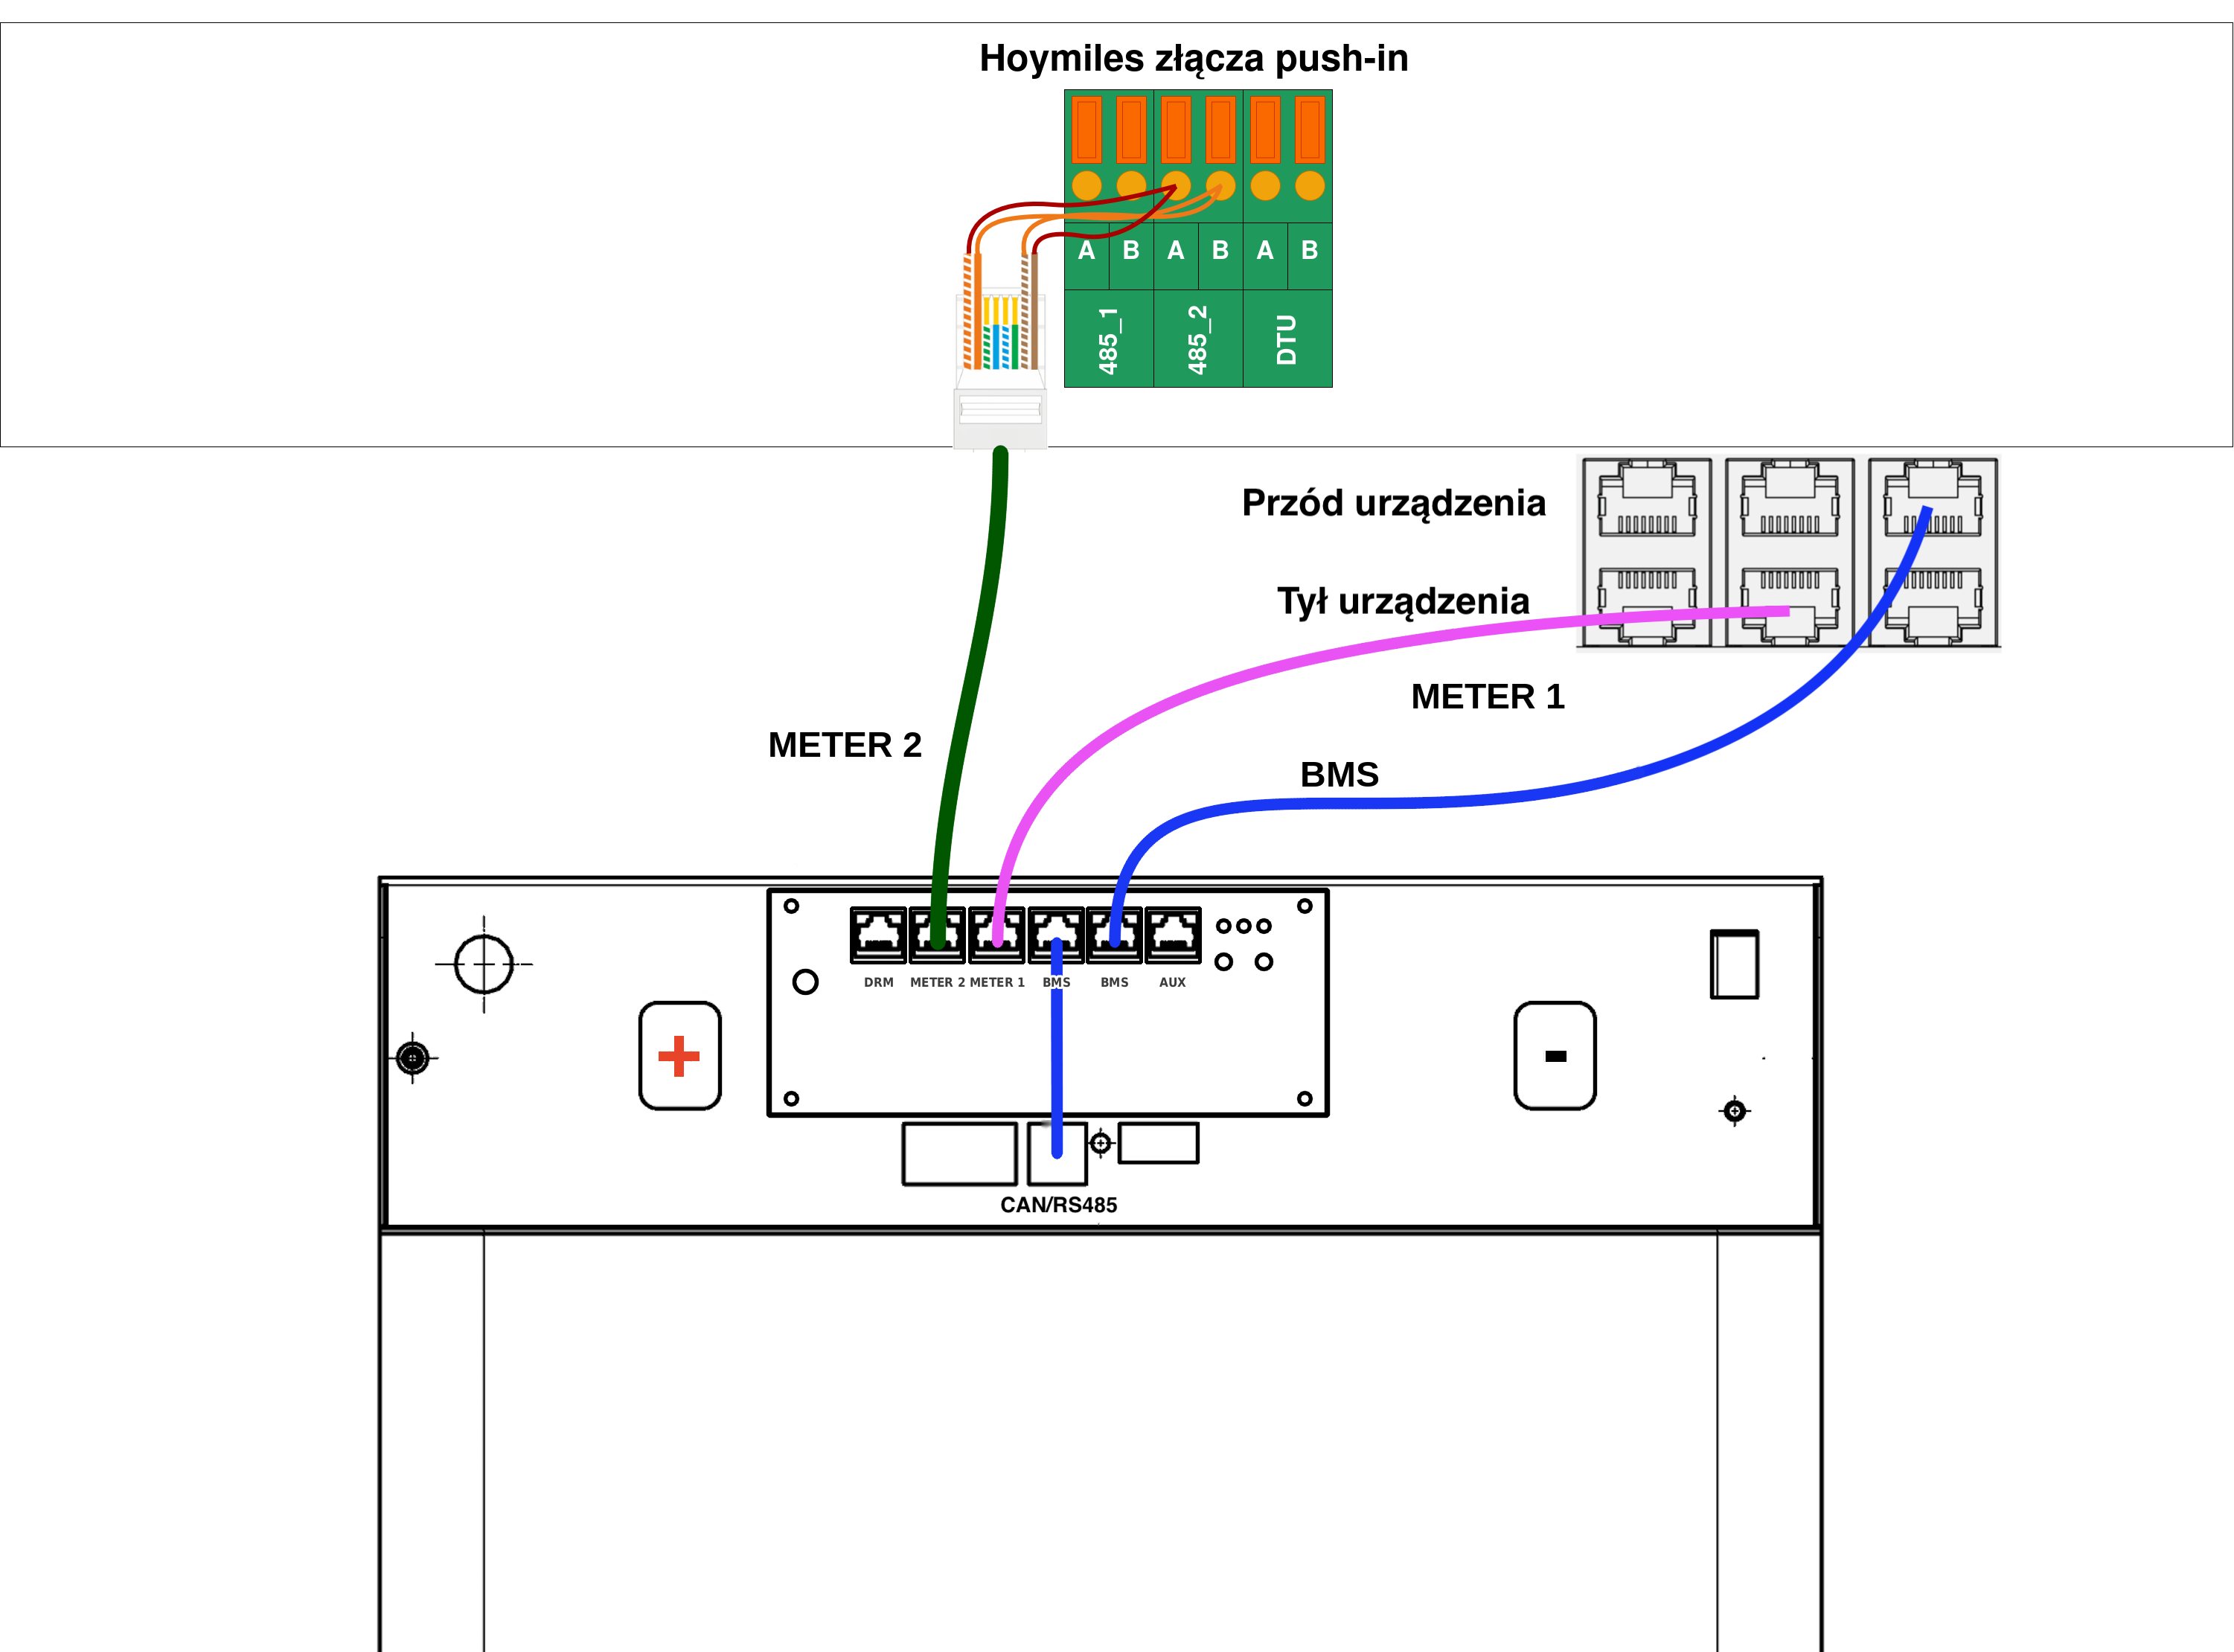 Hoymiles złącza push-in
A B A B A B
485_1 485_2 DTU
Przód urządzenia
Tył urządzenia
METER 1
METER 2
BMS
DRM METER 2 METER 1 BMS BMS AUX
+ -
CAN/RS485